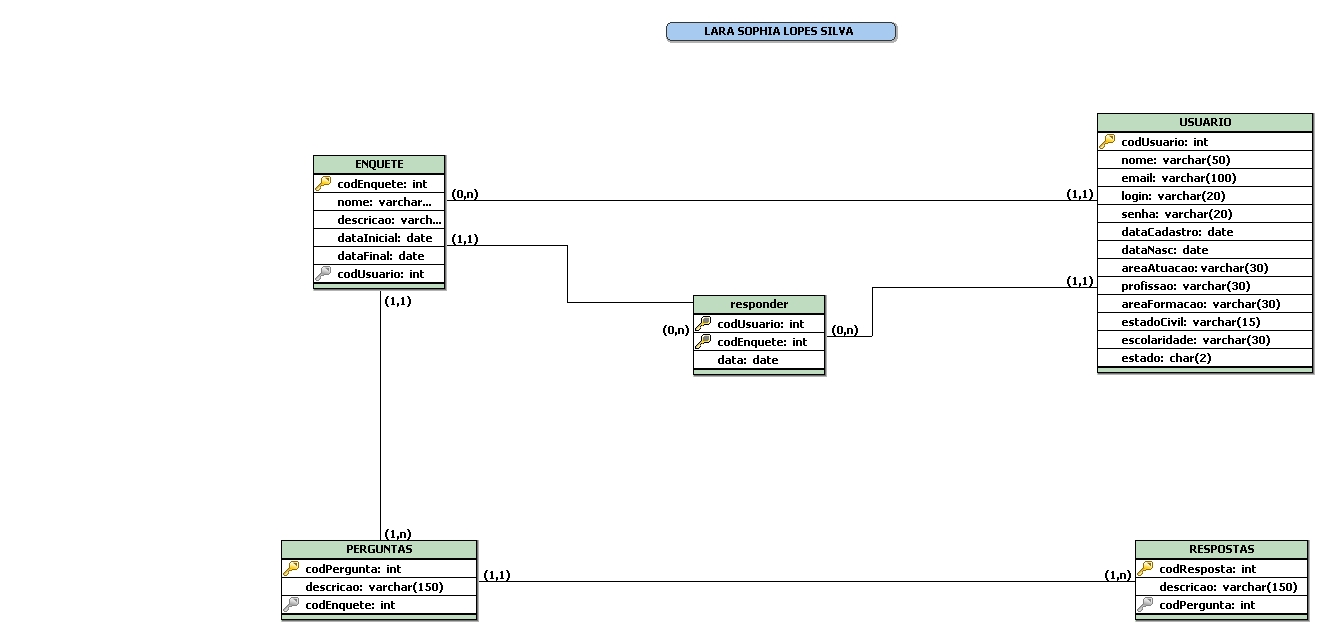 LARA SOPHIA LOPES SILVA
USUARIO
codUsuario: int
nome: varchar(50)
email: varchar(100)
login: varchar(20)
senha: varchar(20)
dataCadastro: date
dataNasc: date
areaAtuacao: varchar(30)
profissao: varchar(30)
areaFormacao: varchar(30)
estadoCivil: varchar(15)
escolaridade: varchar(30)
estado: char(2)
ENQUETE
codEnquete: int
nome: varchar...
descricao: varch...
dataInicial: date
dataFinal: date
codUsuario: int
(0,n)
(1,1)
(1,1)
(1,1)
(1,1)
responder
codUsuario: int
codEnquete: int
data: date
(0,n)
(0,n)
(1,n)
PERGUNTAS
codPergunta: int
descricao: varchar(150)
codEnquete: int
(1,1)
(1,n)
RESPOSTAS
codResposta: int
descricao: varchar(150)
codPergunta: int